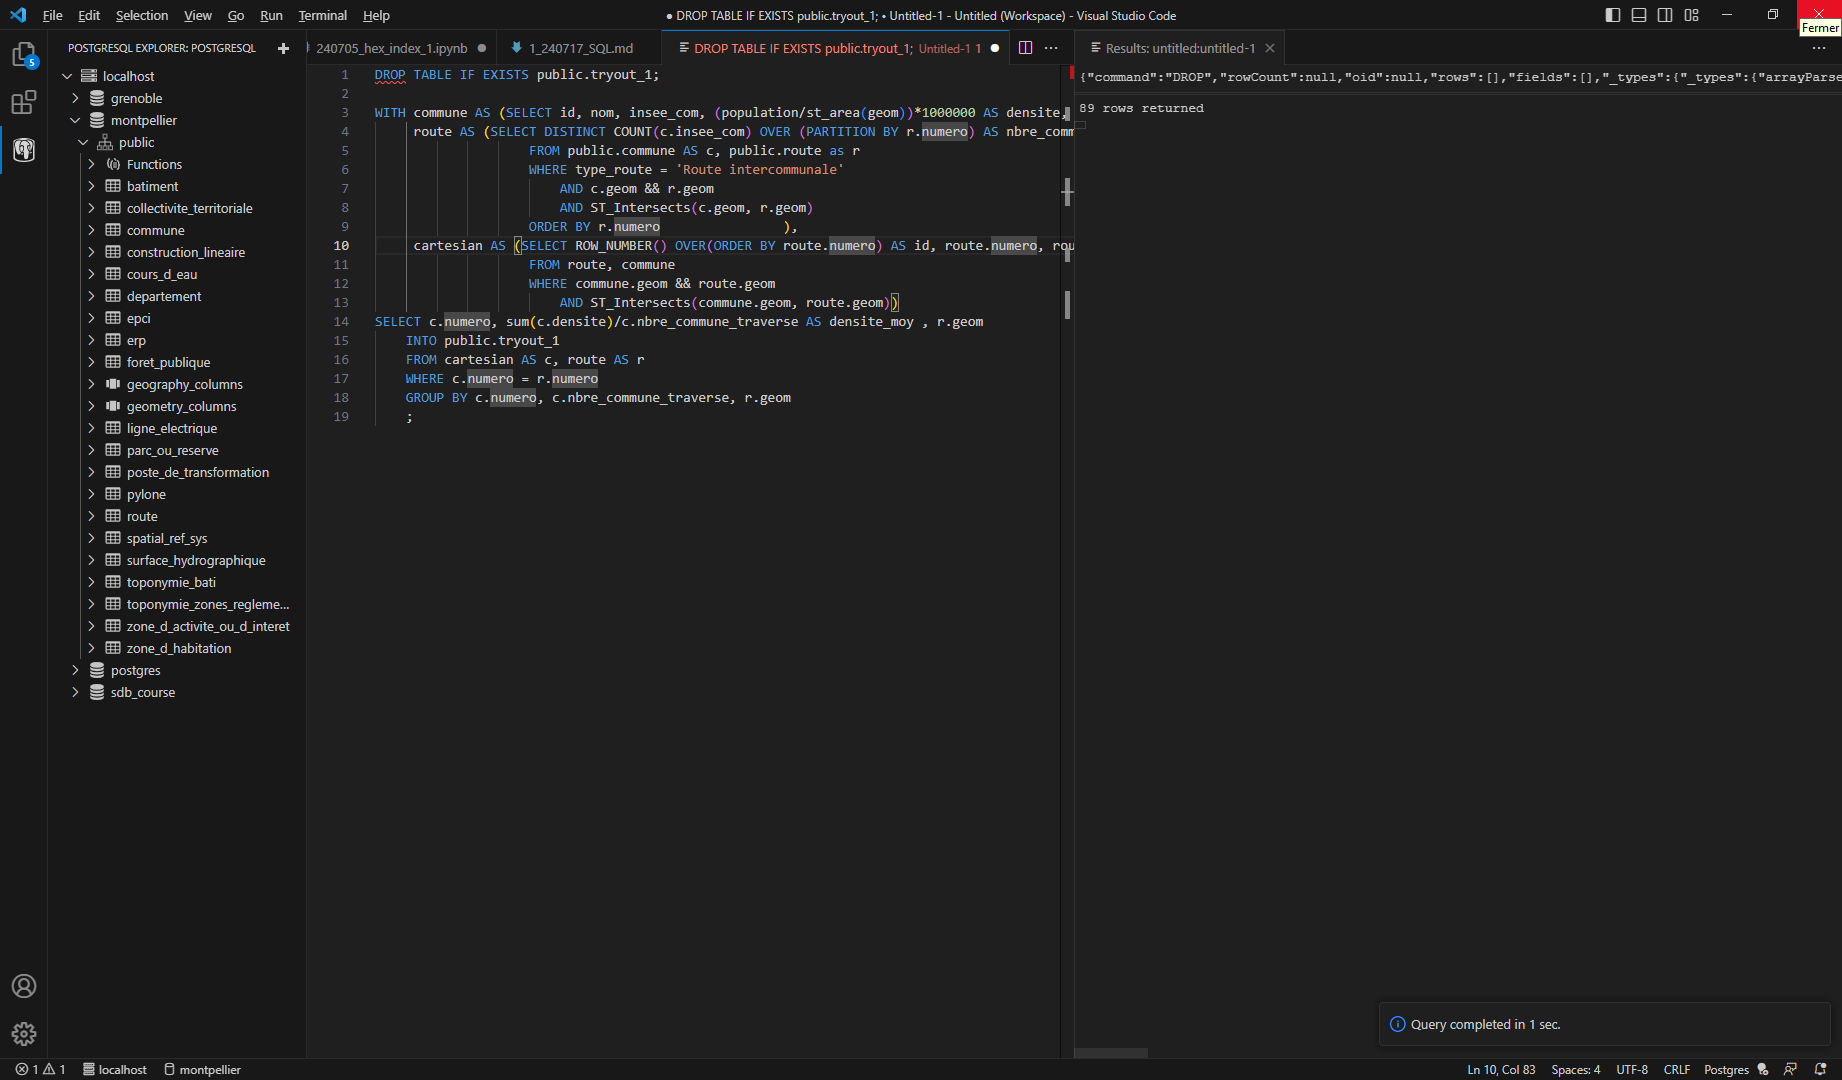 File Edit Selection View Go Run Terminal Help
● DROP TABLE IF EXISTS public.tryout_1; • Untitled-1 - Untitled (Workspace) - Visual Studio Code
Fermer
5
POSTGRESQL EXPLORER: POSTGRESQL
localhost
grenoble
montpellier
public
Functions
batiment
collectivite_territoriale
commune
construction_lineaire
cours_d_eau
departement
epci
erp
foret_publique
geography_columns
geometry_columns
ligne_electrique
parc_ou_reserve
poste_de_transformation
pylone
route
spatial_ref_sys
surface_hydrographique
toponymie_bati
toponymie_zones_regleme...
zone_d_activite_ou_d_interet
zone_d_habitation
postgres
sdb_course
240705_hex_index_1.ipynb
1_240717_SQL.md
DROP TABLE IF EXISTS public.tryout_1; Untitled-1 1
1 DROP TABLE IF EXISTS public.tryout_1;
2
3 WITH commune AS (SELECT id, nom, insee_com, (population/st_area(geom))*1000000 AS densite,
4 route AS (SELECT DISTINCT COUNT(c.insee_com) OVER (PARTITION BY r.numero) AS nbre_comm
5 FROM public.commune AS c, public.route as r
6 WHERE type_route = 'Route intercommunale'
7 AND c.geom && r.geom
8 AND ST_Intersects(c.geom, r.geom)
9 ORDER BY r.numero ),
10 cartesian AS (SELECT ROW_NUMBER() OVER(ORDER BY route.numero) AS id, route.numero, rou
11 FROM route, commune
12 WHERE commune.geom && route.geom
13 AND ST_Intersects(commune.geom, route.geom))
14 SELECT c.numero, sum(c.densite)/c.nbre_commune_traverse AS densite_moy , r.geom
15 INTO public.tryout_1
16 FROM cartesian AS c, route AS r
17 WHERE c.numero = r.numero
18 GROUP BY c.numero, c.nbre_commune_traverse, r.geom
19 ;
Results: untitled:untitled-1
{"command":"DROP","rowCount":null,"oid":null,"rows":[],"fields":[],"_types":{"_types":{"arrayParse
89 rows returned
Query completed in 1 sec.
1 1 localhost montpellier
Ln 10, Col 83 Spaces: 4 UTF-8 CRLF Postgres